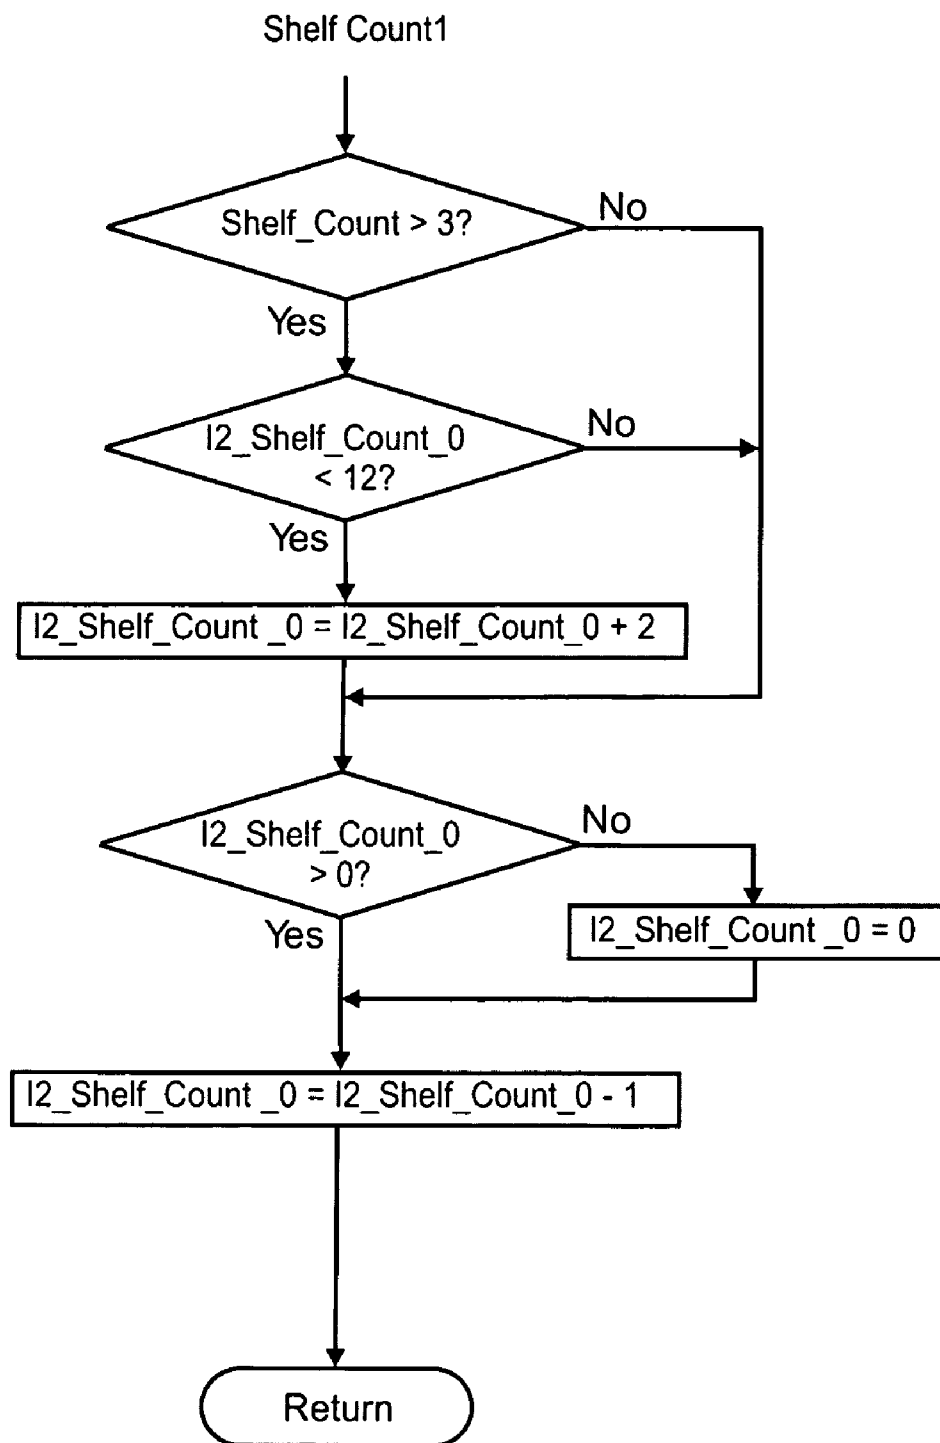 Shelf Count1
Shelf_Count > 3?
No
Yes
I2_Shelf_Count_0
< 12?
No
Yes
I2_Shelf_Count _0 = I2_Shelf_Count_0 + 2
I2_Shelf_Count_0
> 0?
No
Yes
I2_Shelf_Count _0 = 0
I2_Shelf_Count _0 = I2_Shelf_Count_0 - 1
Return